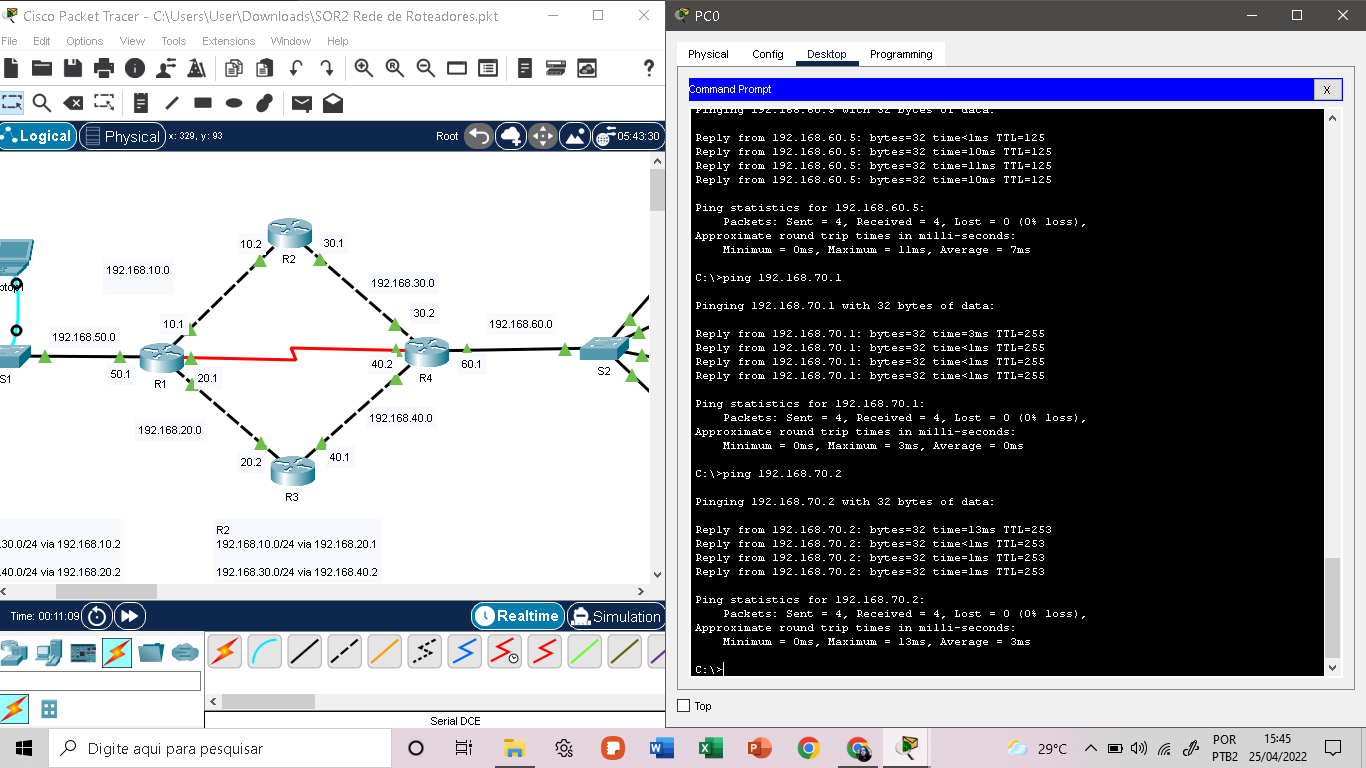 Cisco Packet Tracer - C:\Users\User\Downloads\SOR2 Rede de Roteadores.pkt
File Edit Options View Tools Extensions Window Help
?
Logical
Physical
x: 329, y: 93
Root
05:43:30
10.2
30.1
R2
192.168.10.0
192.168.30.0
10.1
30.2
192.168.50.0
192.168.60.0
S1
50.1
R1
20.1
40.2
R4
60.1
S2
192.168.20.0
192.168.40.0
20.2
40.1
R3
R2
.30.0/24 via 192.168.10.2
192.168.10.0/24 via 192.168.20.1
.40.0/24 via 192.168.20.2
192.168.30.0/24 via 192.168.40.2
Time: 00:11:09
Realtime
Simulation
Serial DCE
PC0
Physical Config Desktop Programming
Command Prompt
X
Pinging 192.168.60.5 with 32 bytes of data:
Reply from 192.168.60.5: bytes=32 time<1ms TTL=125
Reply from 192.168.60.5: bytes=32 time=10ms TTL=125
Reply from 192.168.60.5: bytes=32 time=11ms TTL=125
Reply from 192.168.60.5: bytes=32 time=10ms TTL=125
Ping statistics for 192.168.60.5:
Packets: Sent = 4, Received = 4, Lost = 0 (0% loss),
Approximate round trip times in milli-seconds:
Minimum = 0ms, Maximum = 11ms, Average = 7ms
C:\>ping 192.168.70.1
Pinging 192.168.70.1 with 32 bytes of data:
Reply from 192.168.70.1: bytes=32 time=3ms TTL=255
Reply from 192.168.70.1: bytes=32 time<1ms TTL=255
Reply from 192.168.70.1: bytes=32 time<1ms TTL=255
Reply from 192.168.70.1: bytes=32 time<1ms TTL=255
Ping statistics for 192.168.70.1:
Packets: Sent = 4, Received = 4, Lost = 0 (0% loss),
Approximate round trip times in milli-seconds:
Minimum = 0ms, Maximum = 3ms, Average = 0ms
C:\>ping 192.168.70.2
Pinging 192.168.70.2 with 32 bytes of data:
Reply from 192.168.70.2: bytes=32 time=13ms TTL=253
Reply from 192.168.70.2: bytes=32 time<1ms TTL=253
Reply from 192.168.70.2: bytes=32 time=1ms TTL=253
Reply from 192.168.70.2: bytes=32 time=1ms TTL=253
Ping statistics for 192.168.70.2:
Packets: Sent = 4, Received = 4, Lost = 0 (0% loss),
Approximate round trip times in milli-seconds:
Minimum = 0ms, Maximum = 13ms, Average = 3ms
C:\>
Top
Digite aqui para pesquisar
29°C
POR
PTB2
15:45
25/04/2022